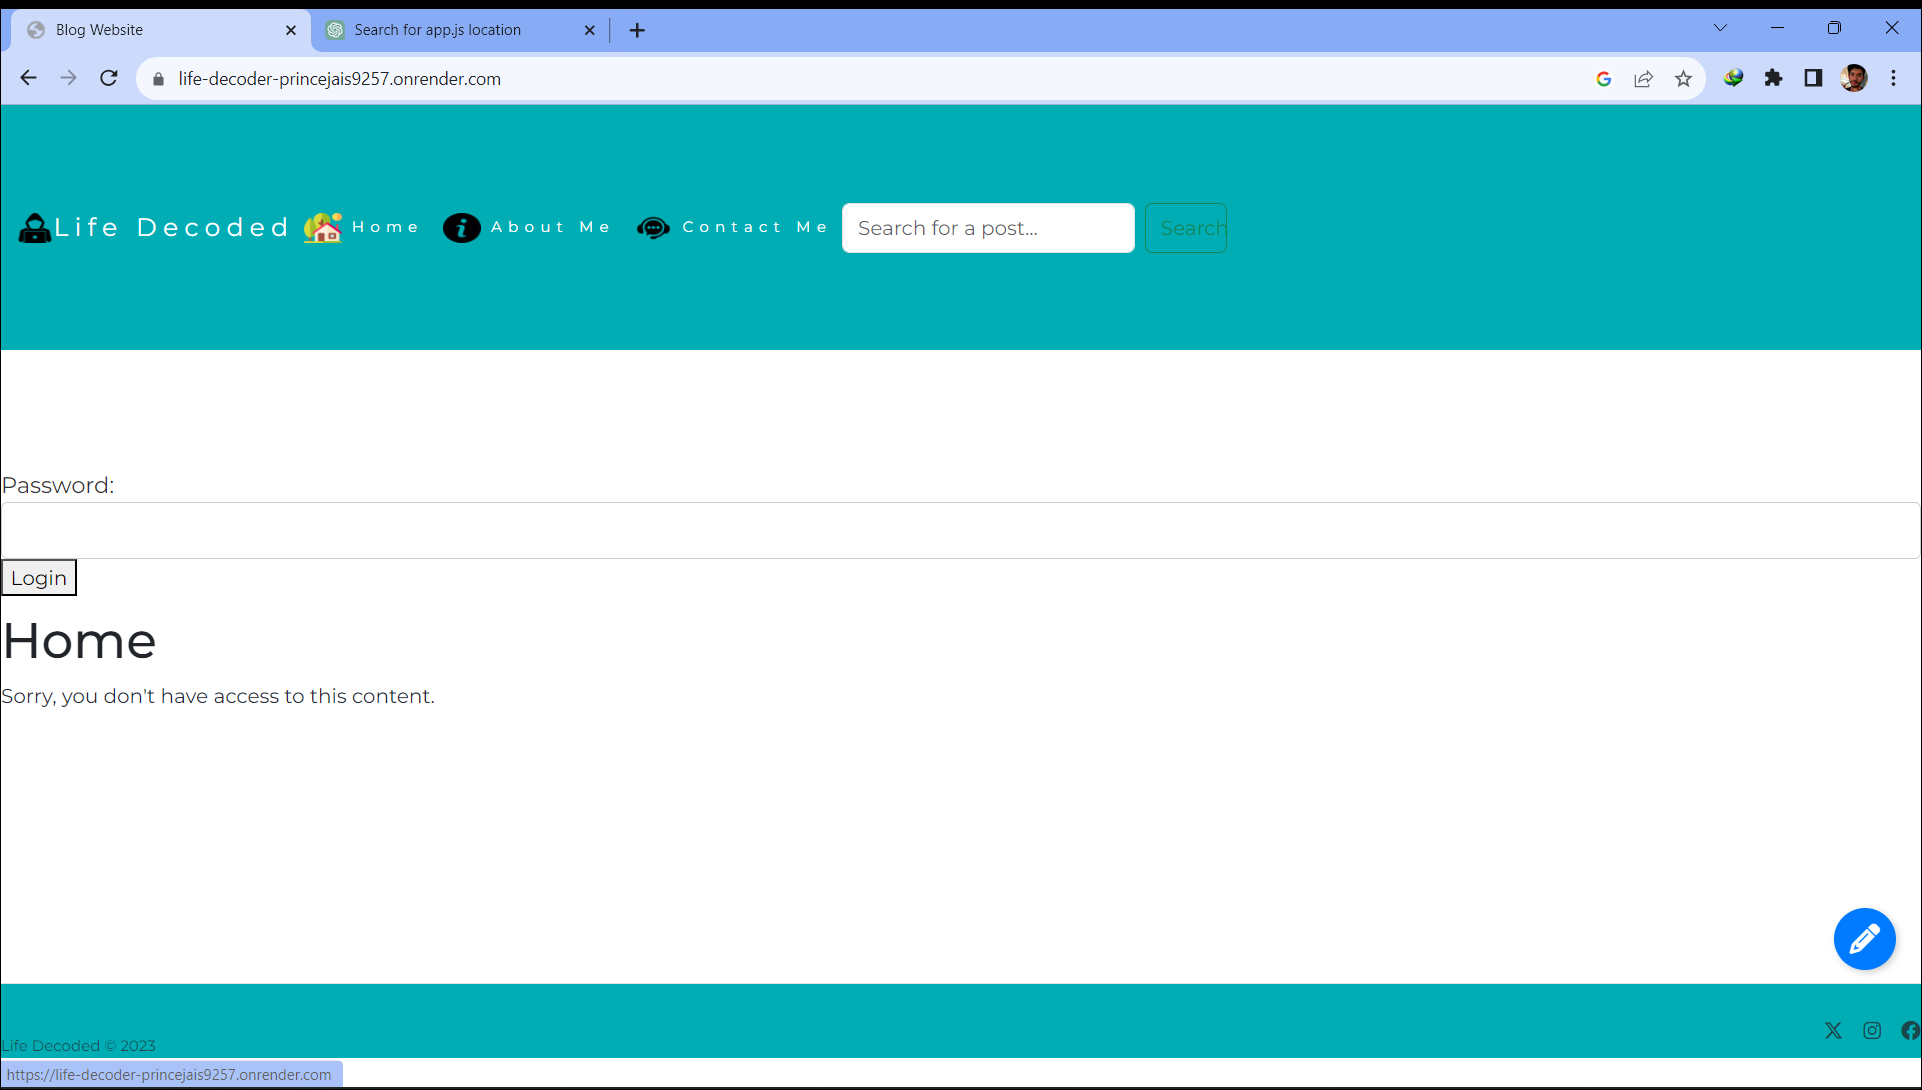 Blog Website
Search for app.js location
life-decoder-princejais9257.onrender.com
Life Decoded Home About Me Contact Me Search for a post... Search
Password:
Login
Home
Sorry, you don't have access to this content.
Life Decoded © 2023
https://life-decoder-princejais9257.onrender.com